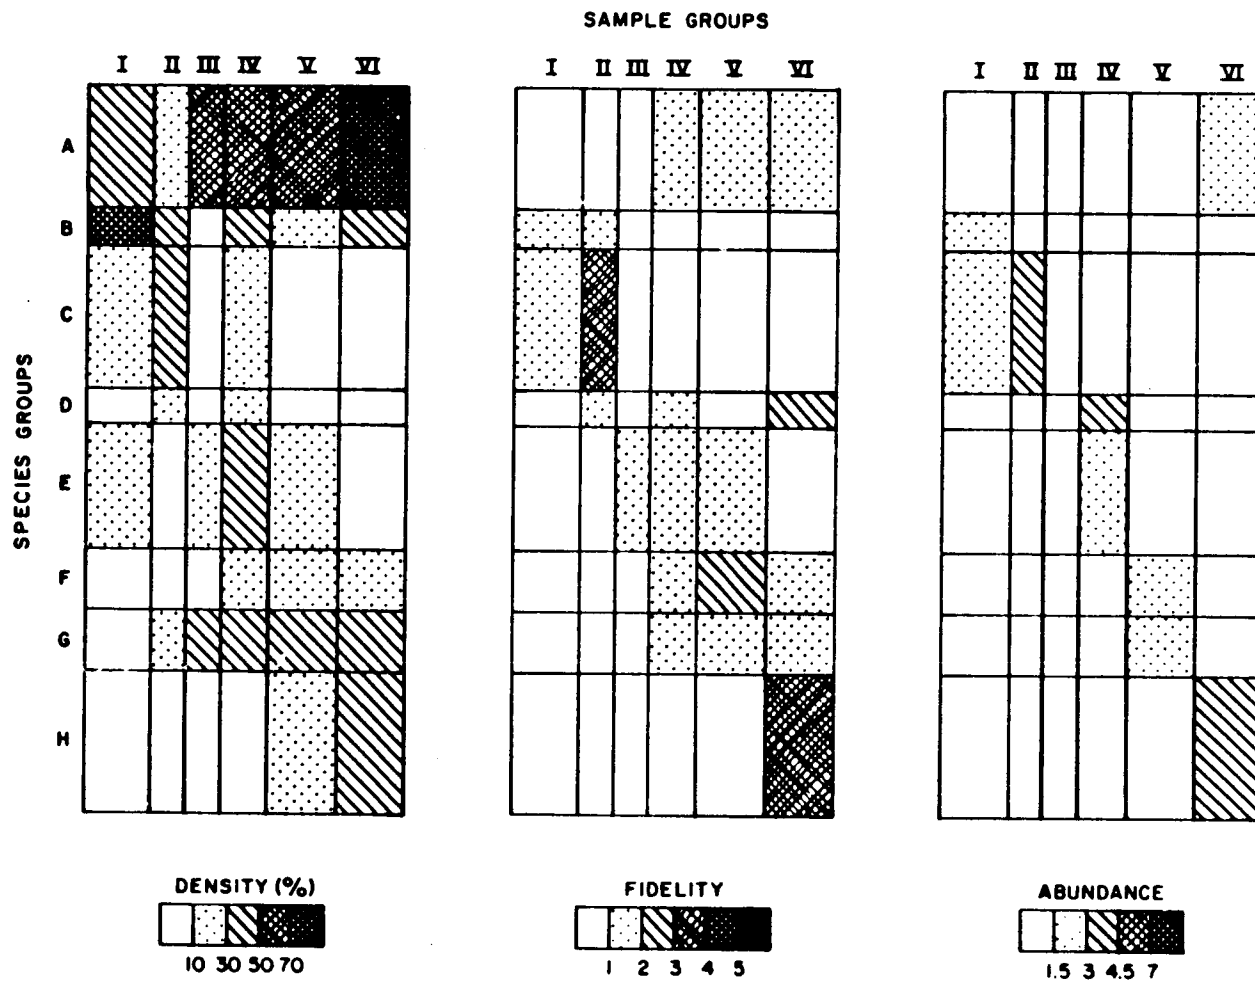 SAMPLE GROUPS
I II III IV V VI
I II III IV V VI
I II III IV V VI
SPECIES GROUPS
A
B
C
D
E
F
G
H
DENSITY (%)
10 30 50 70
FIDELITY
1 2 3 4 5
ABUNDANCE
1.5 3 4.5 7